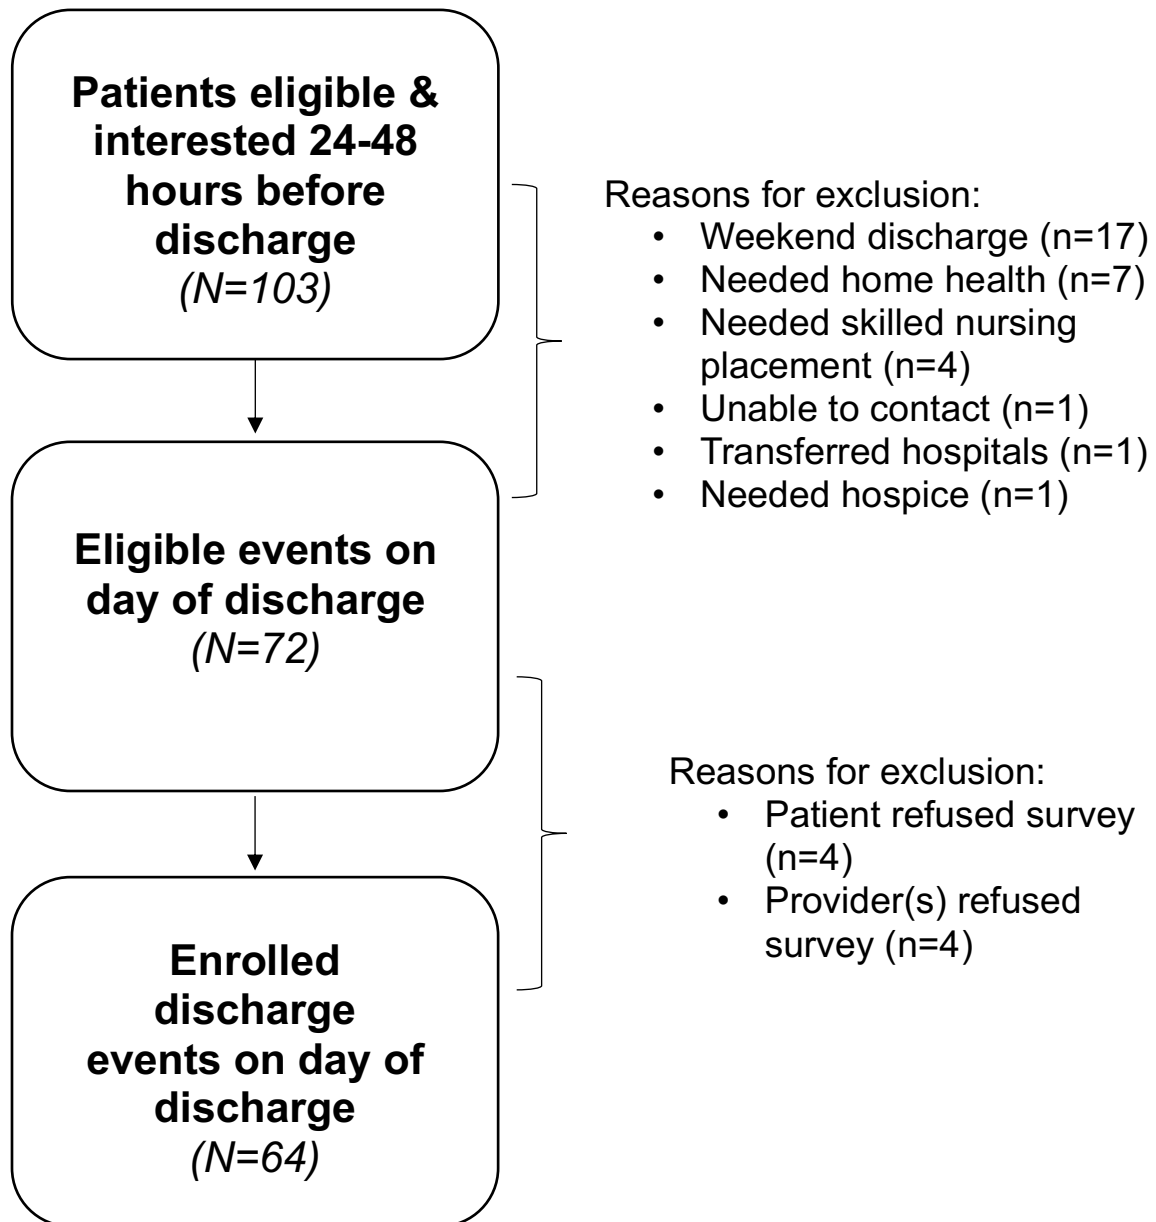 Patients eligible &
interested 24-48
hours before
discharge
(N=103)
Reasons for exclusion:
• Weekend discharge (n=17)
• Needed home health (n=7)
• Needed skilled nursing
placement (n=4)
• Unable to contact (n=1)
• Transferred hospitals (n=1)
• Needed hospice (n=1)
Eligible events on
day of discharge
(N=72)
Reasons for exclusion:
• Patient refused survey
(n=4)
• Provider(s) refused
survey (n=4)
Enrolled
discharge
events on day of
discharge
(N=64)